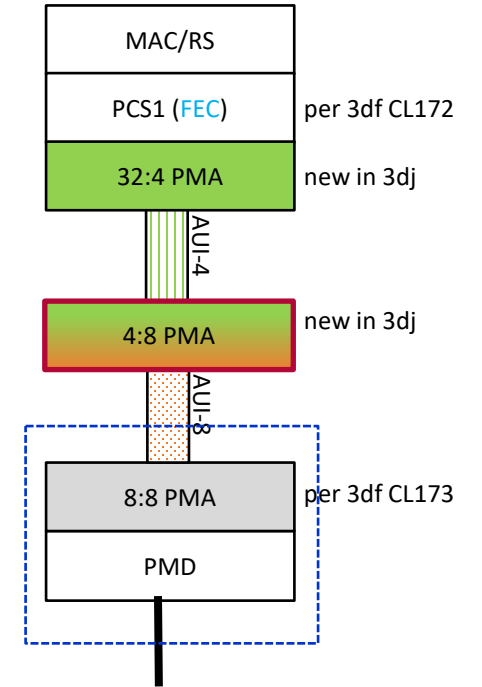 MAC/RS
PCS1 (FEC)
per 3df CL172
32:4 PMA
new in 3dj
AUI-4
4:8 PMA
new in 3dj
AUI-8
8:8 PMA
per 3df CL173
PMD